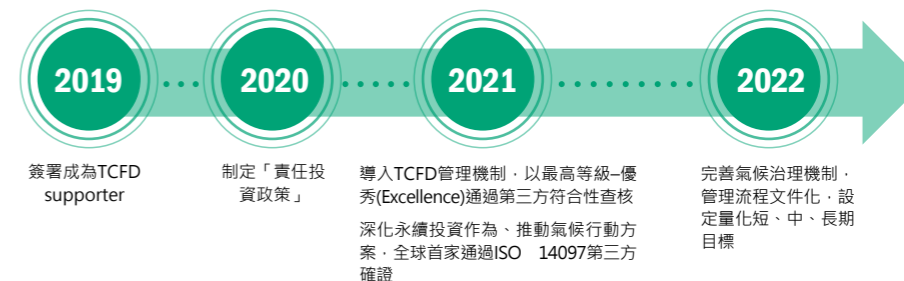 2019
2020
2021
2022
簽署成為TCFD
supporter
制定「責任投
資政策」
導入TCFD管理機制，以最高等級–優
秀(Excellence)通過第三方符合性查核
深化永續投資作為、推動氣候行動方
案，全球首家通過ISO 14097第三方
確證
完善氣候治理機制，
管理流程文件化，設
定量化短、中、長期
目標